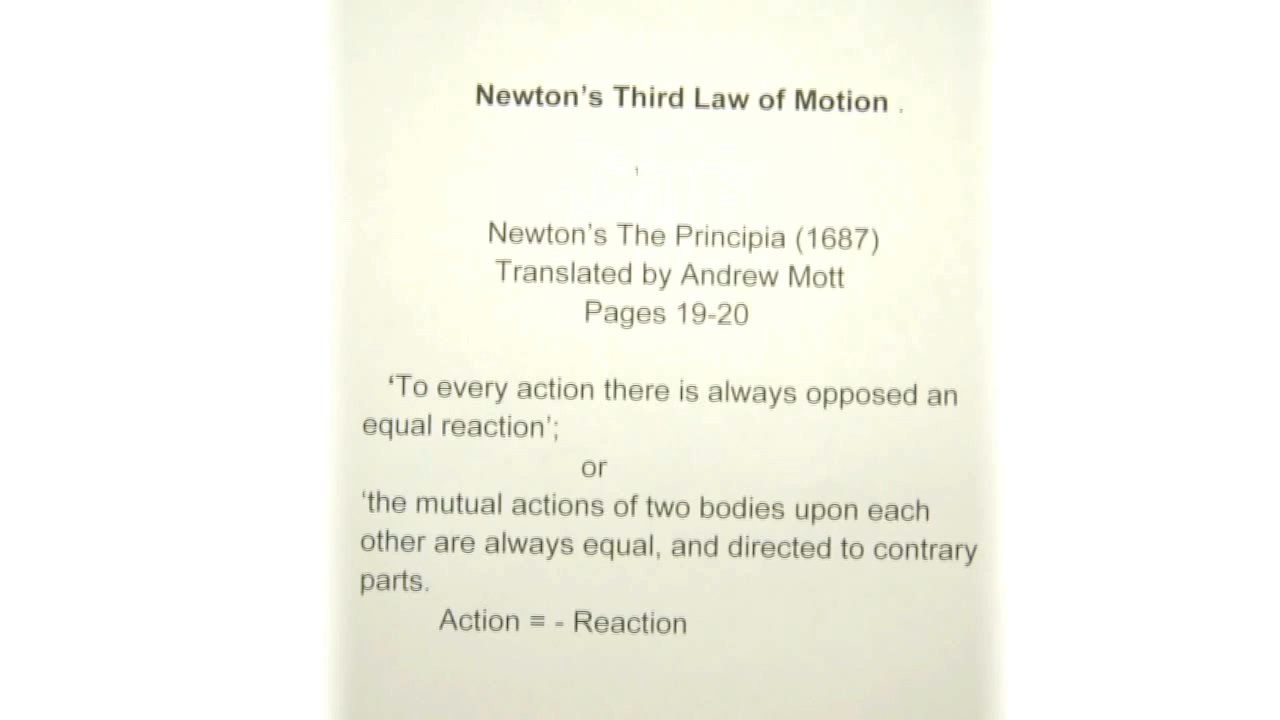 Newton's Third Law of Motion .
Newton's The Principia (1687)
Translated by Andrew Mott
Pages 19-20
‘To every action there is always opposed an
equal reaction’;
or
‘the mutual actions of two bodies upon each
other are always equal, and directed to contrary
parts.
Action ≡ - Reaction